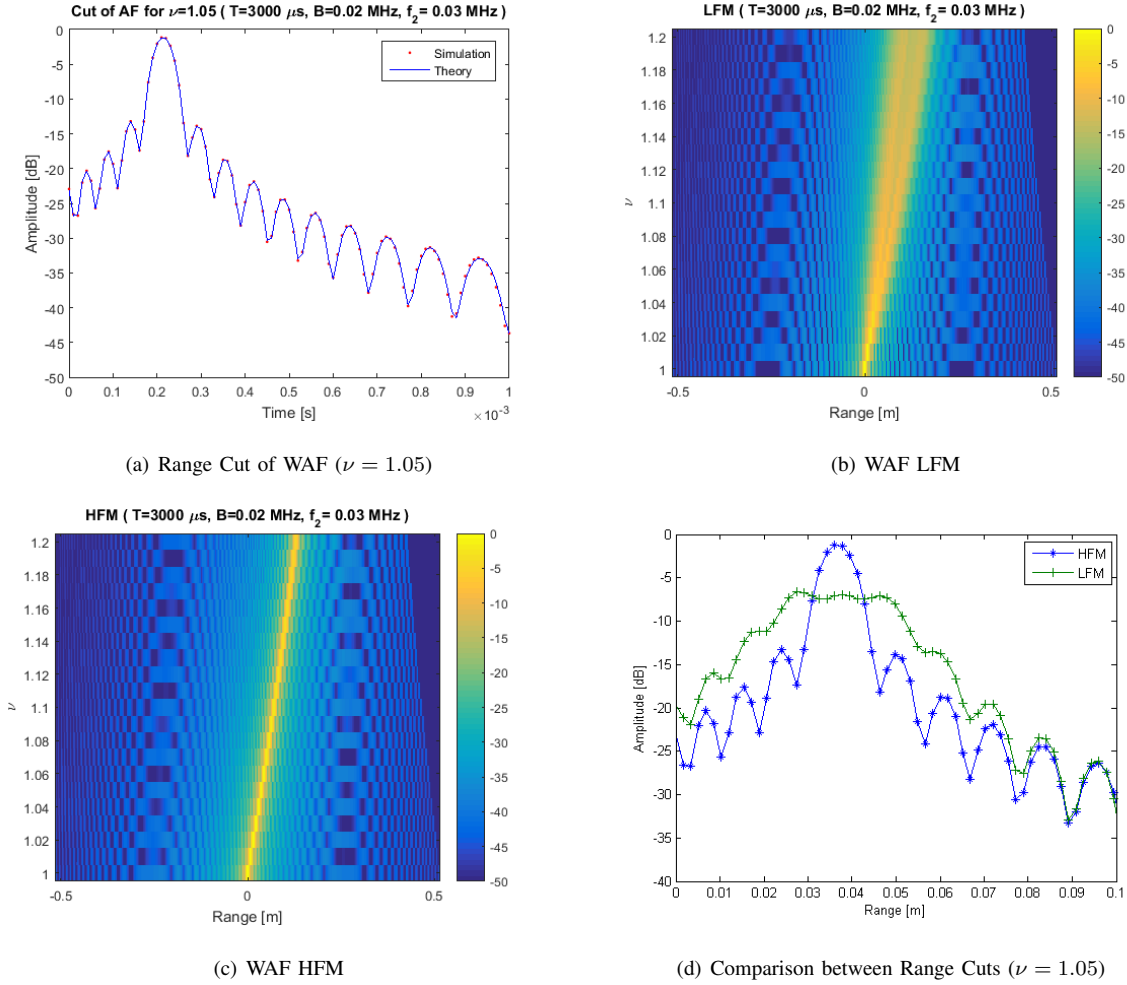 Cut of AF for ν=1.05 ( T=3000 μs, B=0.02 MHz, f₂= 0.03 MHz )
0
-5
-10
-15
-20
-25
-30
-35
-40
-45
-50
Amplitude [dB]
Simulation
Theory
0 0.1 0.2 0.3 0.4 0.5 0.6 0.7 0.8 0.9 1
Time [s]
×10⁻³
(a) Range Cut of WAF (ν = 1.05)
LFM ( T=3000 μs, B=0.02 MHz, f₂= 0.03 MHz )
1.2
1.18
1.16
1.14
1.12
1.1
1.08
1.06
1.04
1.02
1
ν
-0.5 0 0.5
Range [m]
0
-5
-10
-15
-20
-25
-30
-35
-40
-45
-50
(b) WAF LFM
HFM ( T=3000 μs, B=0.02 MHz, f₂= 0.03 MHz )
1.2
1.18
1.16
1.14
1.12
1.1
1.08
1.06
1.04
1.02
1
ν
-0.5 0 0.5
Range [m]
0
-5
-10
-15
-20
-25
-30
-35
-40
-45
-50
(c) WAF HFM
0
-5
-10
-15
-20
-25
-30
-35
-40
Amplitude [dB]
HFM
LFM
0 0.01 0.02 0.03 0.04 0.05 0.06 0.07 0.08 0.09 0.1
Range [m]
(d) Comparison between Range Cuts (ν = 1.05)